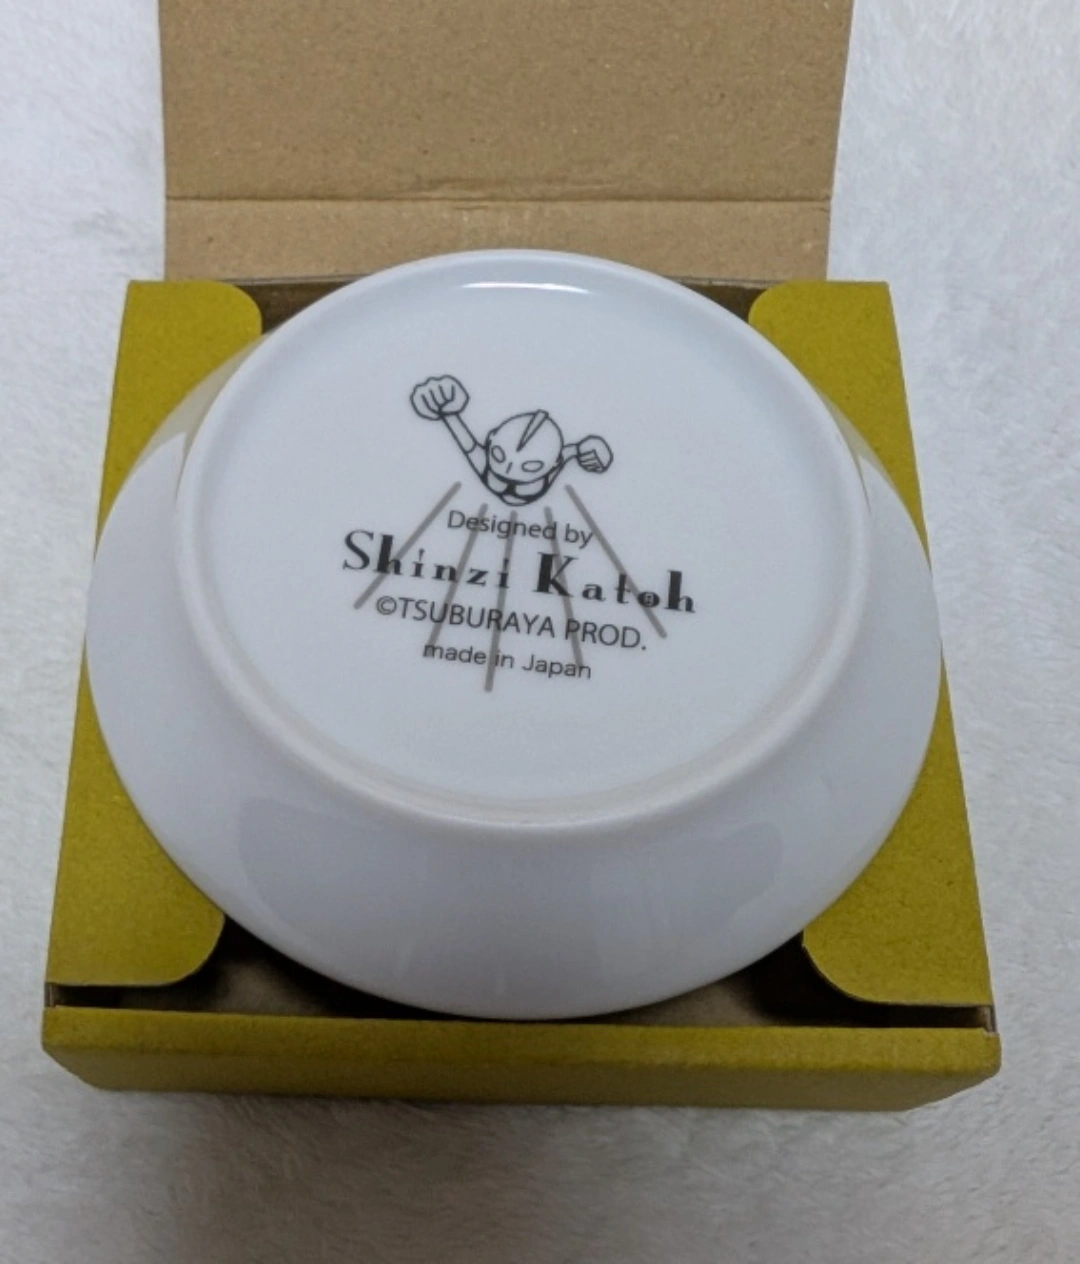 Designed by
Shinzi Katoh
©TSUBURAYA PROD.
made in Japan